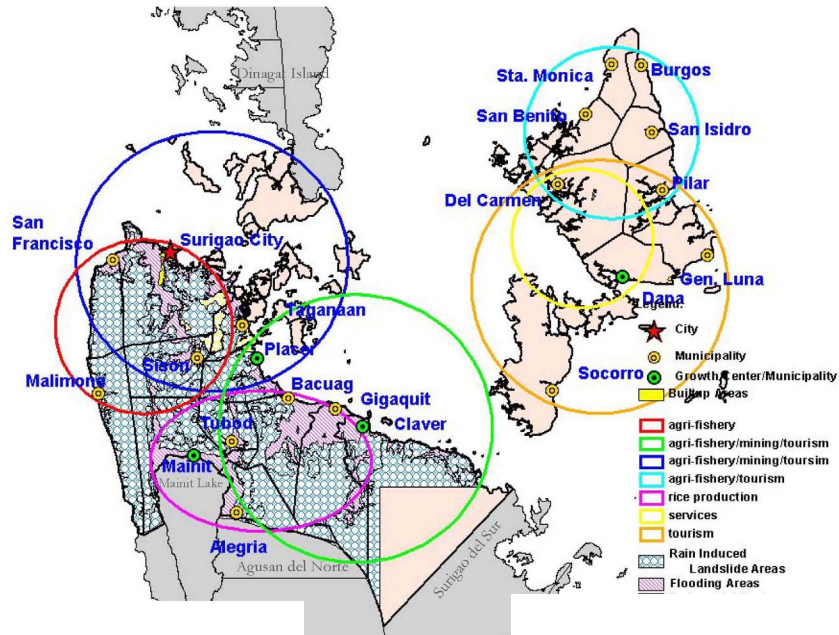 Dinagat Island
Sta. Monica
Burgos
San Benito
San Isidro
Del Carmen
Pilar
San
Francisco
Surigao City
Gen. Luna
Dapa
Taganaan
Placer
Sison
Malimono
Bacuag
Gigaquit
Claver
Socorro
Tubod
Mainit
Mainit Lake
Alegria
Agusan del Norte
Surigao del Sur
Legend:
City
Municipality
Growth Center/Municipality
Builtup Areas
agri-fishery
agri-fishery/mining/tourism
agri-fishery/mining/toursim
agri-fishery/tourism
rice production
services
tourism
Rain Induced
Landslide Areas
Flooding Areas